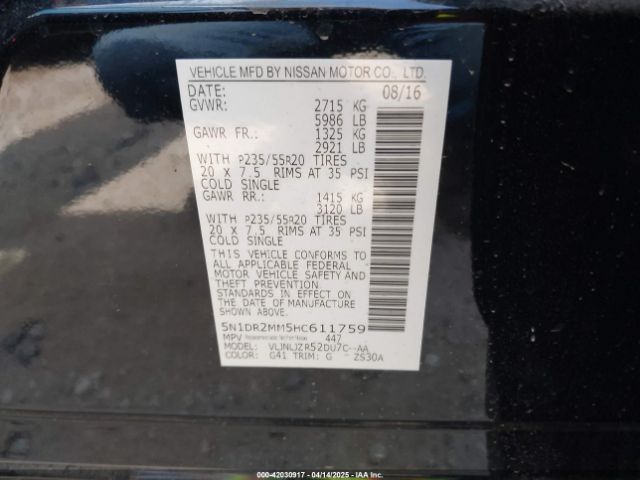 VEHICLE MFD BY NISSAN MOTOR CO., LTD.
DATE: 08/16
GVWR: 2715 KG
5986 LB
GAWR FR.: 1325 KG
2921 LB
WITH P235/55R20 TIRES
20 X 7.5 RIMS AT 35 PSI
COLD SINGLE
GAWR RR.: 1415 KG
3120 LB
WITH P235/55R20 TIRES
20 X 7.5 RIMS AT 35 PSI
COLD SINGLE
THIS VEHICLE CONFORMS TO
ALL APPLICABLE FEDERAL
MOTOR VEHICLE SAFETY AND
THEFT PREVENTION
STANDARDS IN EFFECT ON
THE DATE OF MANUFACTURE
SHOWN ABOVE.
5N1DR2MM5HC611759
MPV 447
MODEL: VLJNLJZR52DU7C--AA
COLOR: G41 TRIM: G ZS30A
000-42030917 | 04/14/2025 | IAAI, INC.